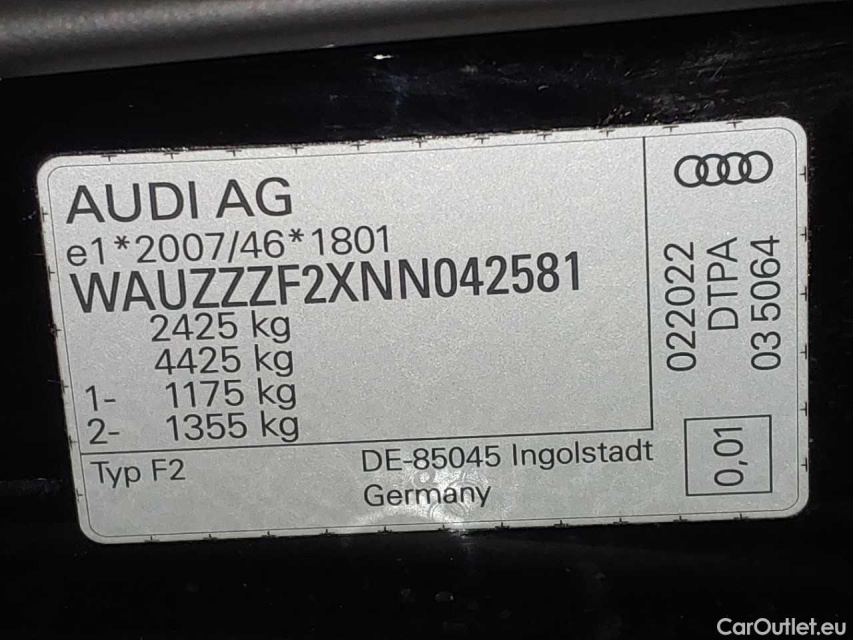 AUDI AG
e1*2007/46*1801
WAUZZZF2XNN042581
2425 kg
4425 kg
1- 1175 kg
2- 1355 kg
Typ F2
DE-85045 Ingolstadt
Germany
022022
DTPA
03 5064
0,01
CarOutlet.eu